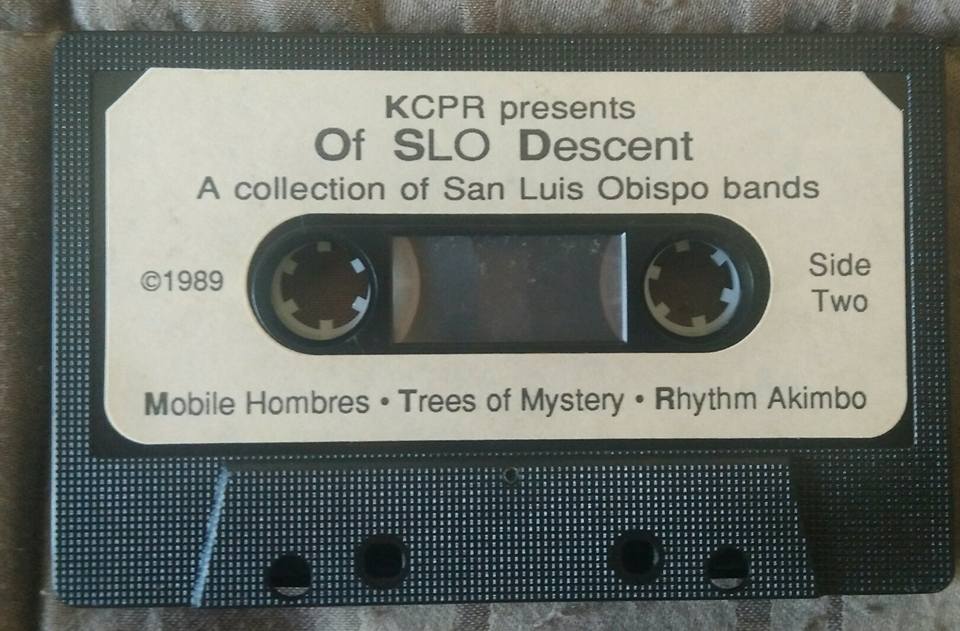 KCPR presents
Of SLO Descent
A collection of San Luis Obispo bands
©1989
Side
Two
Mobile Hombres • Trees of Mystery • Rhythm Akimbo